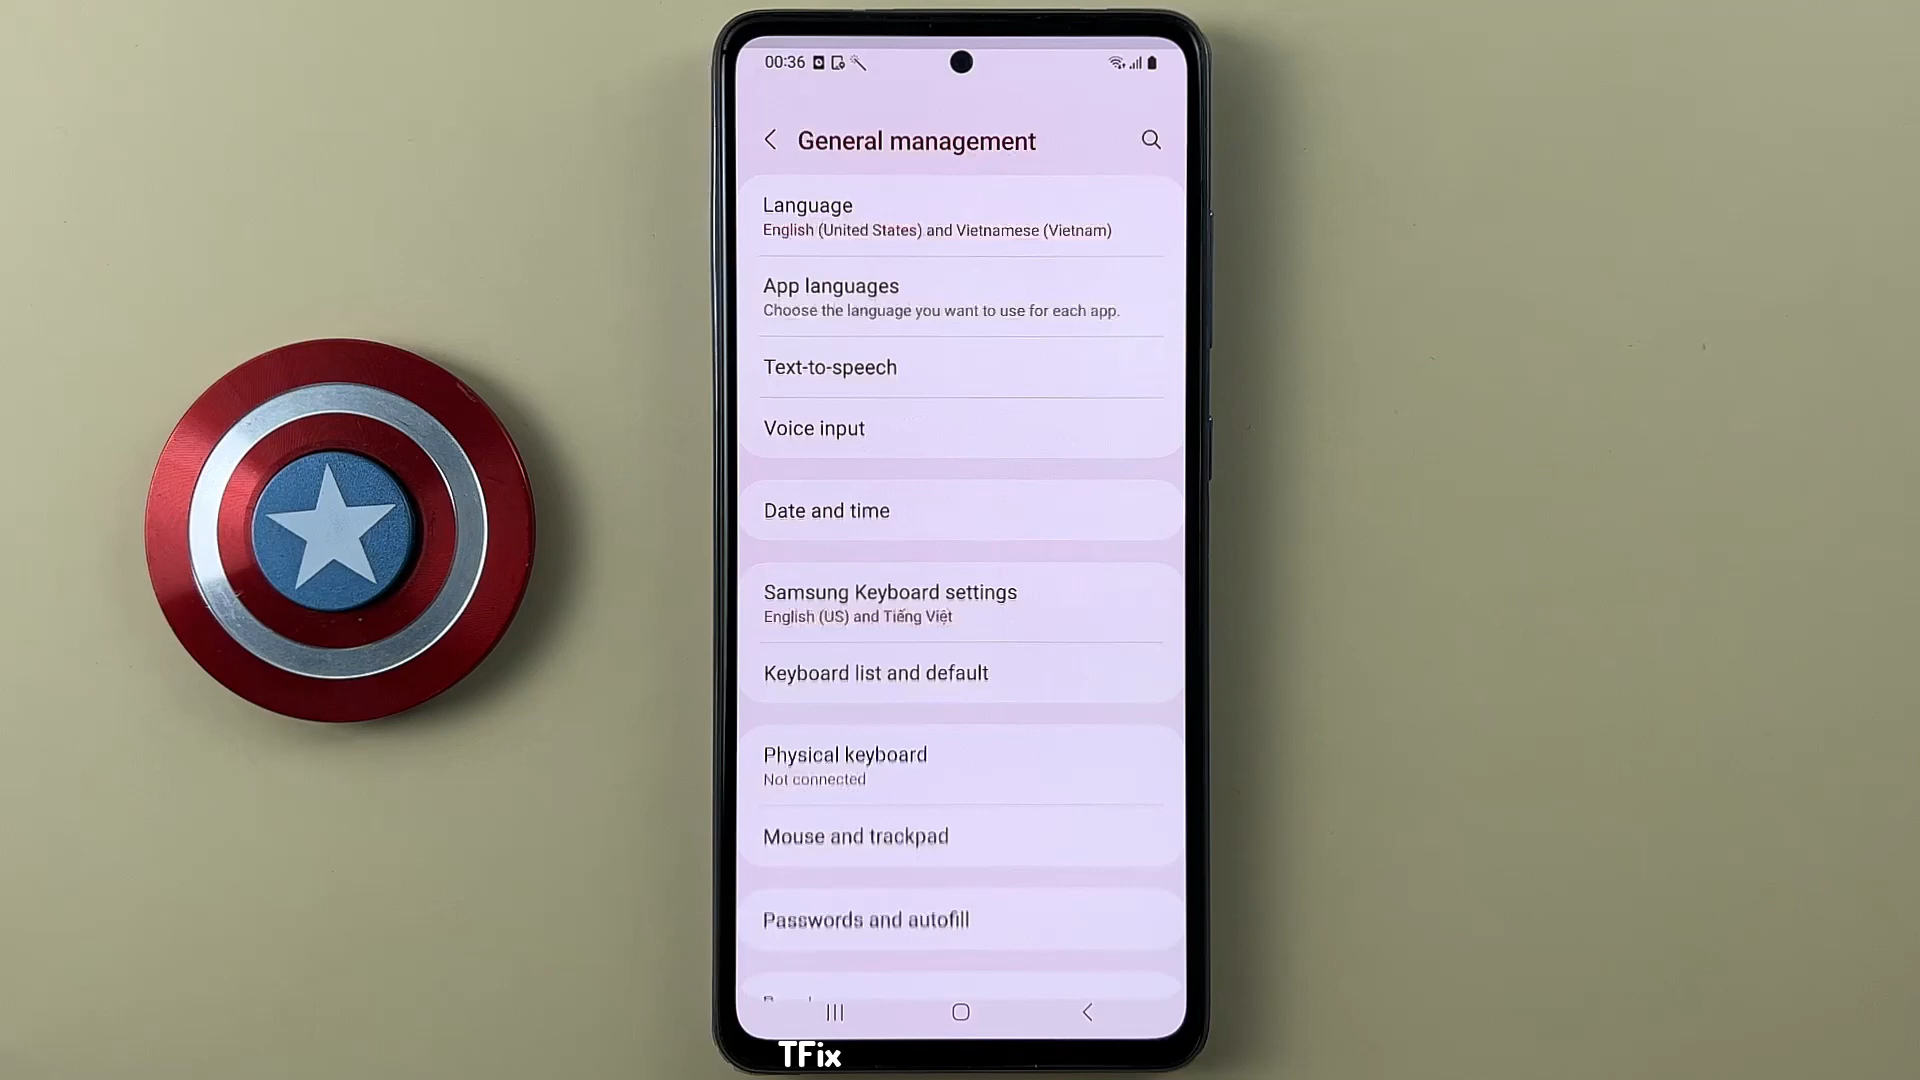 00:36
General management
Language
English (United States) and Vietnamese (Vietnam)
App languages
Choose the language you want to use for each app.
Text-to-speech
Voice input
Date and time
Samsung Keyboard settings
English (US) and Tiếng Việt
Keyboard list and default
Physical keyboard
Not connected
Mouse and trackpad
Passwords and autofill
TFix